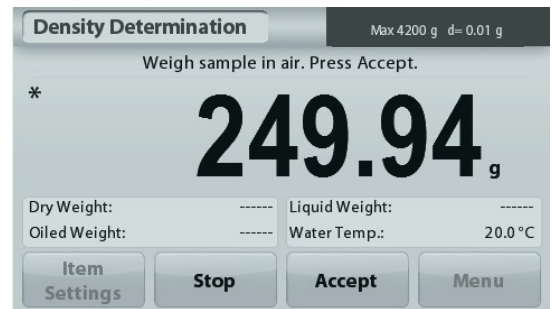 Density Determination
Max 4200 g d= 0.01 g
Weigh sample in air. Press Accept.
* 249.94 g
Dry Weight: ------ Liquid Weight: ------
Oiled Weight: ------ Water Temp.: 20.0 °C
Item Settings Stop Accept Menu